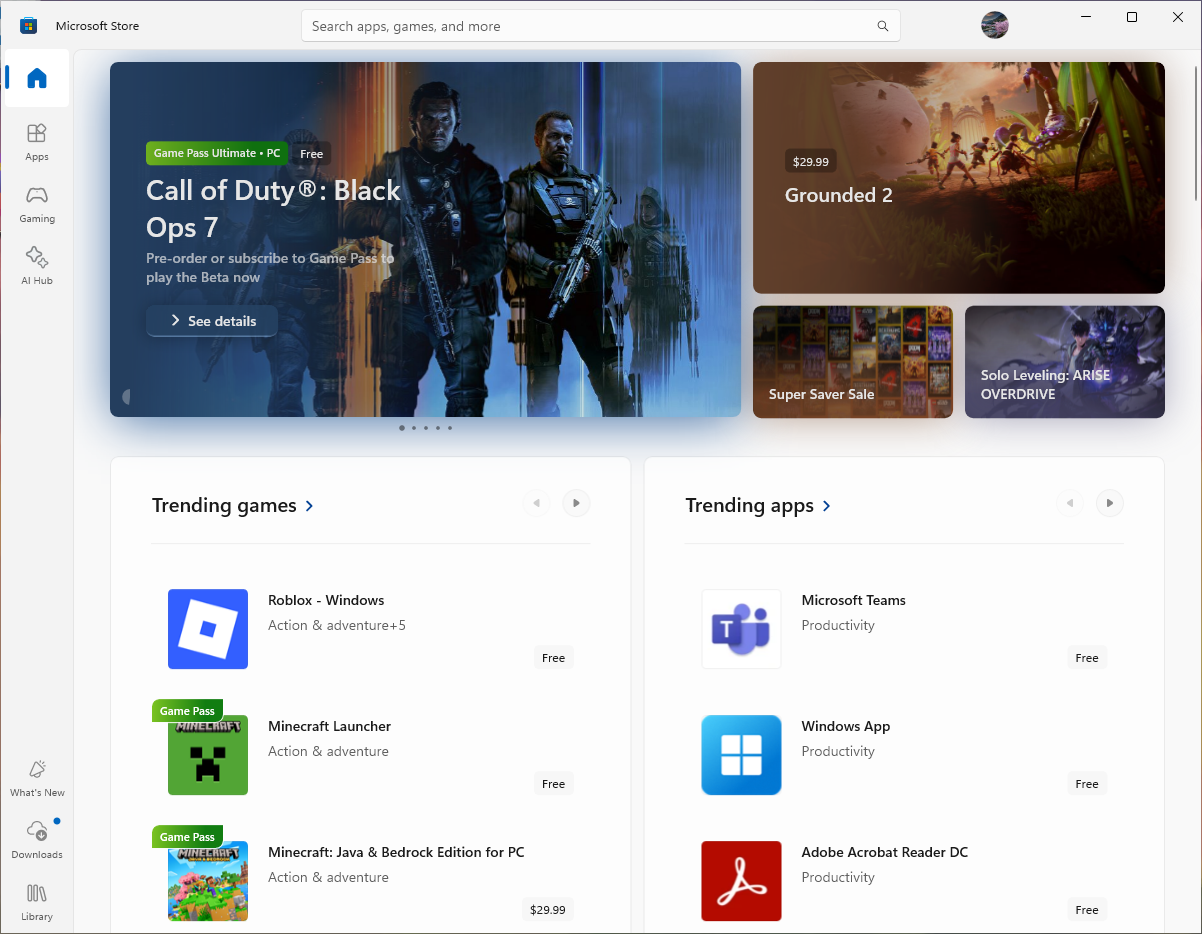 Microsoft Store
Search apps, games, and more
Apps
Gaming
AI Hub
What's New
Downloads
Library
Game Pass Ultimate • PC
Free
Call of Duty®: Black
Ops 7
Pre-order or subscribe to Game Pass to
play the Beta now
See details
$29.99
Grounded 2
Super Saver Sale
Solo Leveling: ARISE
OVERDRIVE
Trending games
Roblox - Windows
Action & adventure+5
Free
Game Pass
MINECRAFT
Minecraft Launcher
Action & adventure
Free
Game Pass
MINECRAFT
Minecraft: Java & Bedrock Edition for PC
Action & adventure
$29.99
Trending apps
T
Microsoft Teams
Productivity
Free
Windows App
Productivity
Free
Adobe Acrobat Reader DC
Productivity
Free